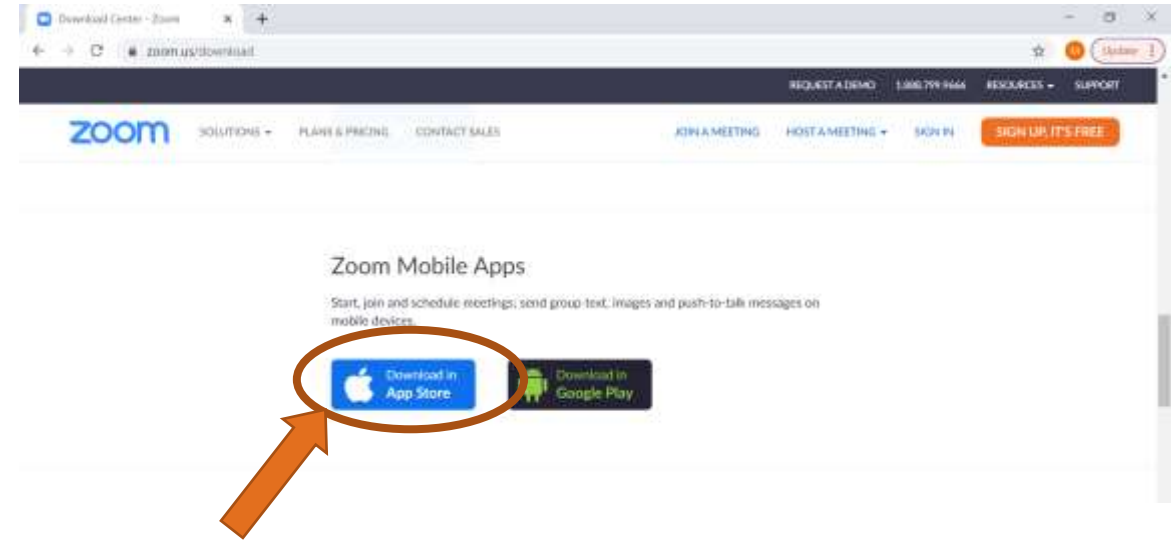 Download Center - Zoom
zoom.us/download
Update
REQUEST A DEMO 1.888.799.9666 RESOURCES SUPPORT
zoom SOLUTIONS PLANS & PRICING CONTACT SALES JOIN A MEETING HOST A MEETING SIGN IN SIGN UP, IT'S FREE
Zoom Mobile Apps
Start, join and schedule meetings; send group text, images and push-to-talk messages on
mobile devices.
Download in
App Store
Download in
Google Play